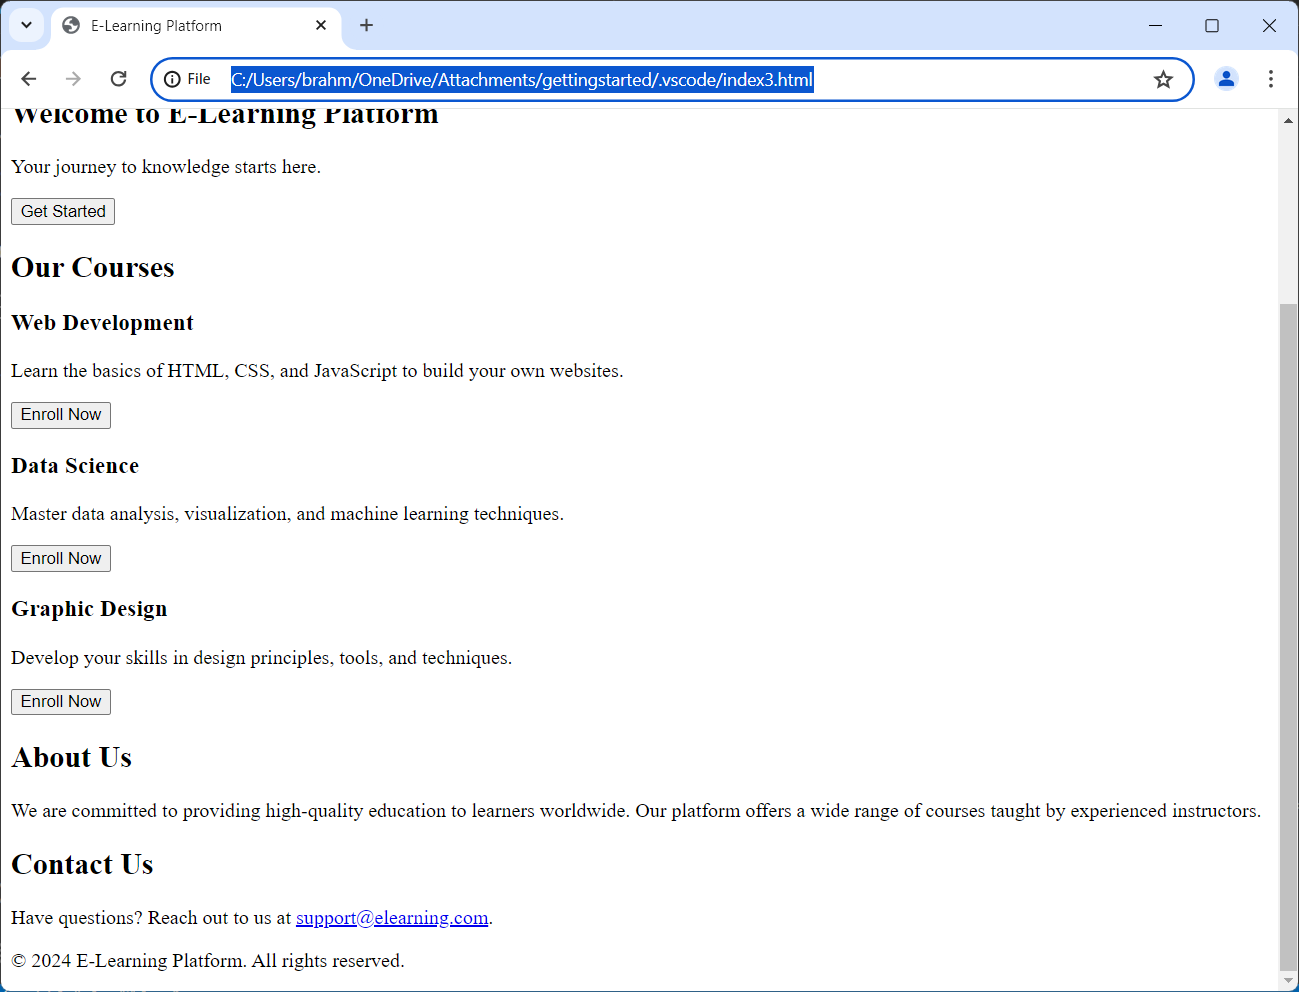 E-Learning Platform
File C:/Users/brahm/OneDrive/Attachments/gettingstarted/.vscode/index3.html
Welcome to E-Learning Platform
Your journey to knowledge starts here.
Get Started
Our Courses
Web Development
Learn the basics of HTML, CSS, and JavaScript to build your own websites.
Enroll Now
Data Science
Master data analysis, visualization, and machine learning techniques.
Enroll Now
Graphic Design
Develop your skills in design principles, tools, and techniques.
Enroll Now
About Us
We are committed to providing high-quality education to learners worldwide. Our platform offers a wide range of courses taught by experienced instructors.
Contact Us
Have questions? Reach out to us at support@elearning.com.
© 2024 E-Learning Platform. All rights reserved.